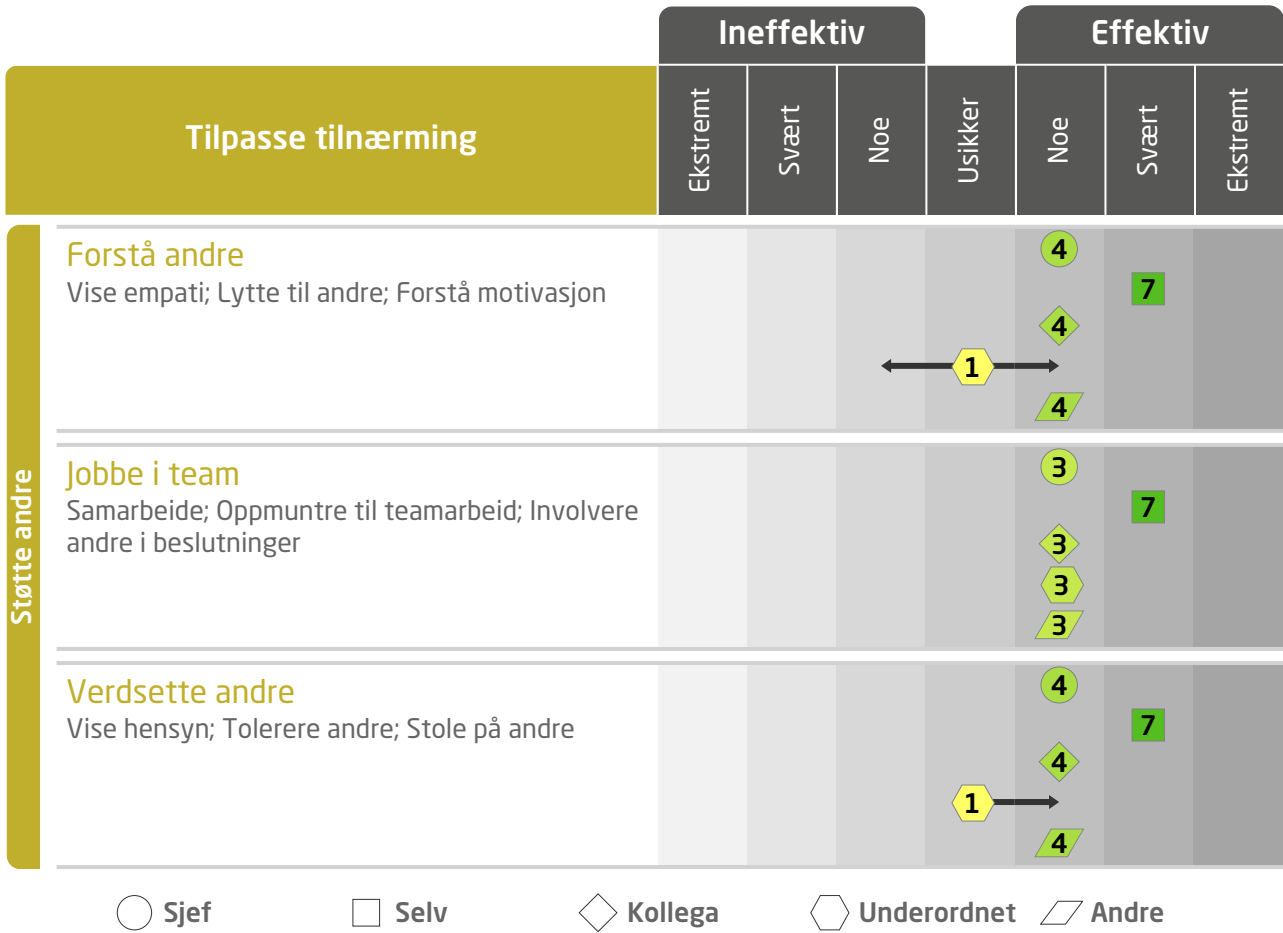 Ineffektiv
Effektiv
Tilpasse tilnærming
Ekstremt
Svært
Noe
Usikker
Noe
Svært
Ekstremt
Støtte andre
Forstå andre
Vise empati; Lytte til andre; Forstå motivasjon
4
7
4
1
4
Jobbe i team
Samarbeide; Oppmuntre til teamarbeid; Involvere
andre i beslutninger
3
7
3
3
3
Verdsette andre
Vise hensyn; Tolerere andre; Stole på andre
4
7
4
1
4
Sjef
Selv
Kollega
Underordnet
Andre